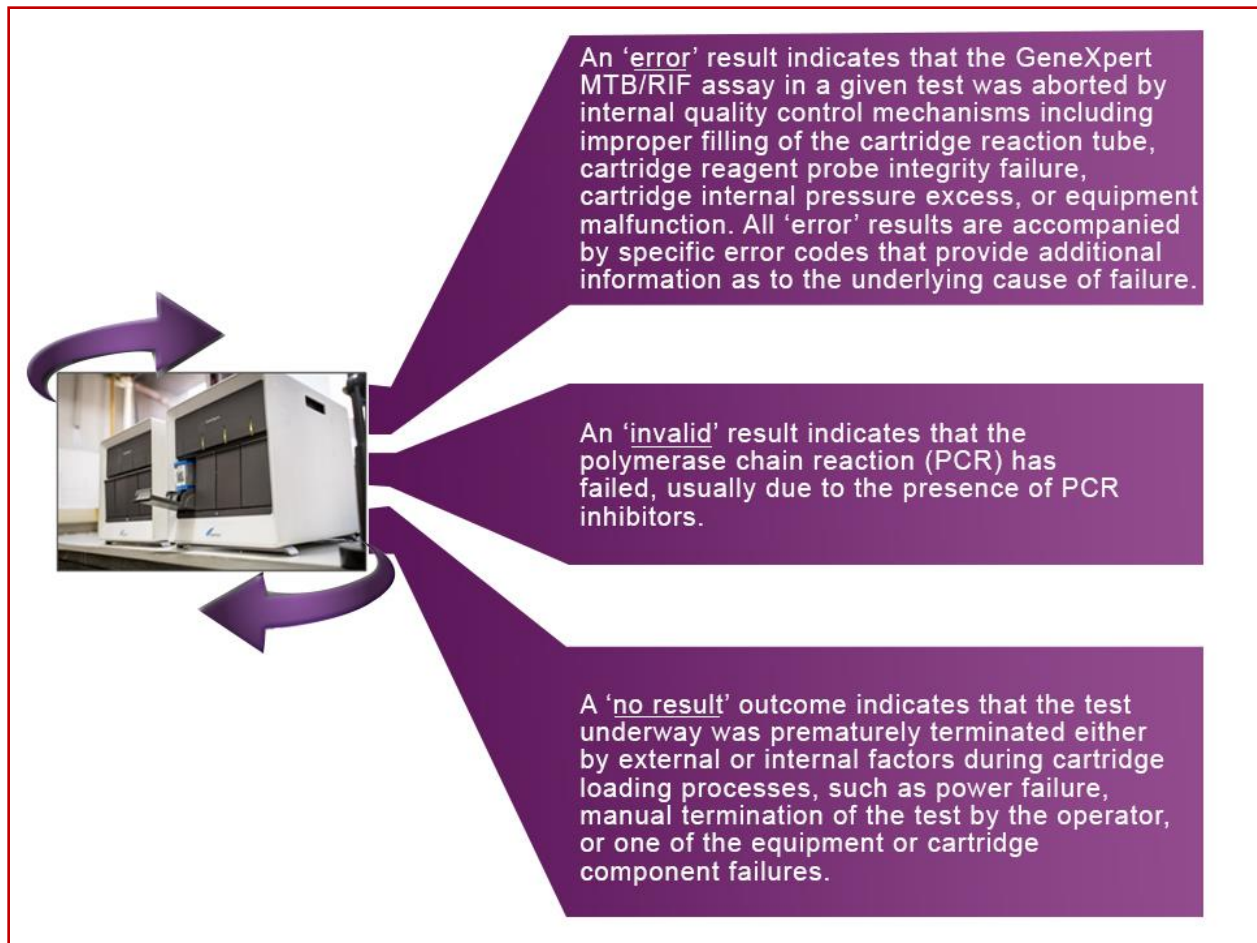 An ‘error’ result indicates that the GeneXpert
MTB/RIF assay in a given test was aborted by
internal quality control mechanisms including
improper filling of the cartridge reaction tube,
cartridge reagent probe integrity failure,
cartridge internal pressure excess, or equipment
malfunction. All ‘error’ results are accompanied
by specific error codes that provide additional
information as to the underlying cause of failure.
An ‘invalid’ result indicates that the
polymerase chain reaction (PCR) has
failed, usually due to the presence of PCR
inhibitors.
A ‘no result’ outcome indicates that the test
underway was prematurely terminated either
by external or internal factors during cartridge
loading processes, such as power failure,
manual termination of the test by the operator,
or one of the equipment or cartridge
component failures.